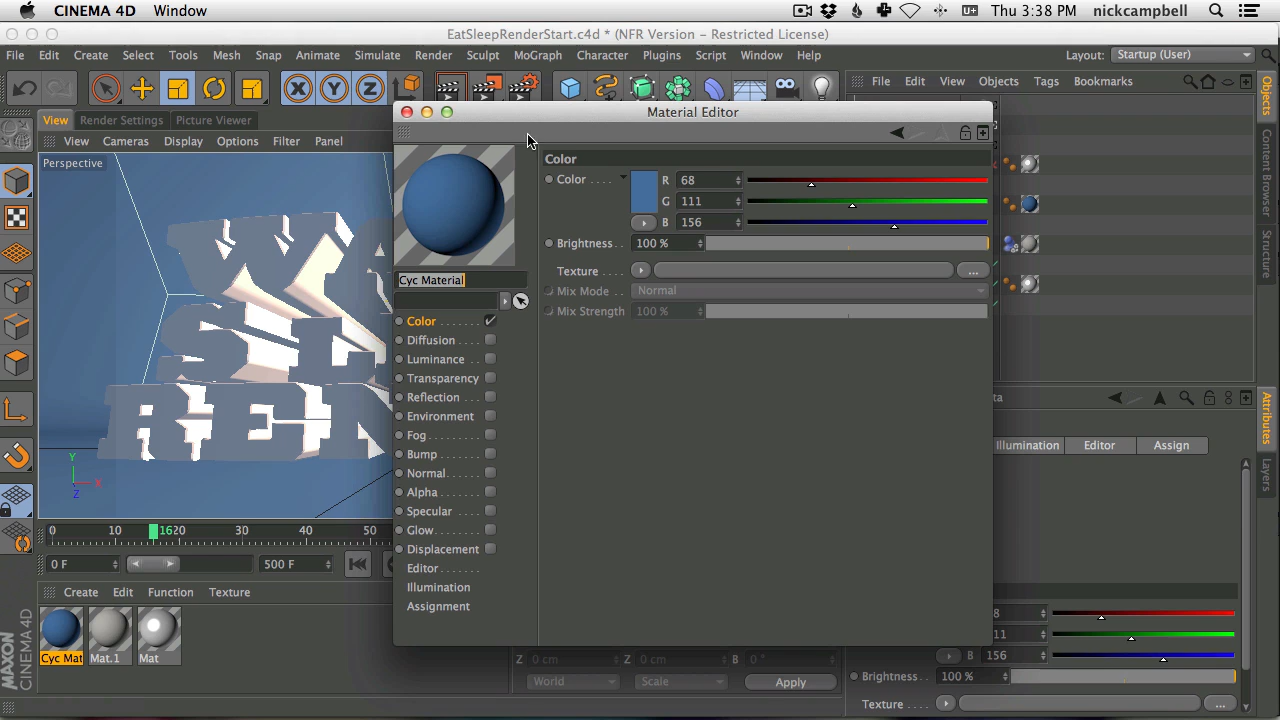 CINEMA 4D Window Thu 3:38 PM nickcampbell
EatSleepRenderStart.c4d * (NFR Version - Restricted License)
File Edit Create Select Tools Mesh Snap Animate Simulate Render Sculpt MoGraph Character Plugins Script Window Help Layout: Startup (User)
X Y Z File Edit View Objects Tags Bookmarks
Objects
Content Browser
Structure
View Render Settings Picture Viewer
View Cameras Display Options Filter Panel
Perspective
Y
X
Z
Material Editor
Cyc Material
Color ....... 
Diffusion ....
Luminance ...
Transparency
Reflection ...
Environment
Fog .........
Bump .......
Normal ......
Alpha .......
Specular ....
Glow ........
Displacement
Editor .......
Illumination
Assignment
Color
Color .... R 68
G 111
B 156
Brightness .. 100 %
Texture ..... ...
Mix Mode .. Normal
Mix Strength 100 %
0 10 1620 30 40 50
0 F 500 F
Create Edit Function Texture
Cyc Mat Mat.1 Mat
MAXON
CINEMA 4D
Z 0 cm Z 0 cm B 0 °
World Scale Apply
ta
Illumination Editor Assign
Attributes
Layers
8
11
B 156
Brightness .. 100 %
Texture ..... ...